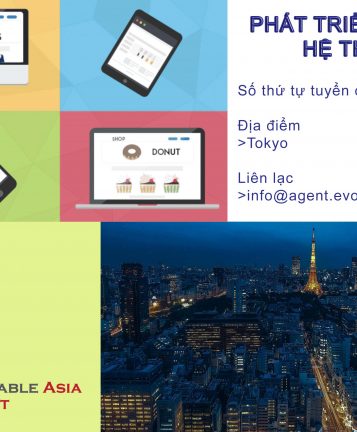 PHÁT TRIỂ
HỆ T
Số thứ tự tuyển
Địa điểm
>Tokyo
Liên lạc
>info@agent.evo
SHOP
DONUT
ABLE ASIA
T